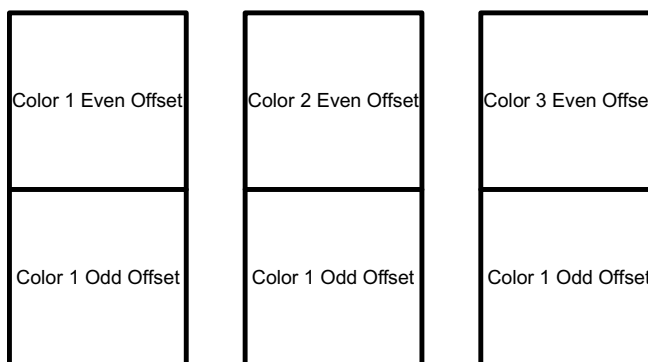 Color 1 Even Offset
Color 2 Even Offset
Color 3 Even Offse
Color 1 Odd Offset
Color 1 Odd Offset
Color 1 Odd Offset